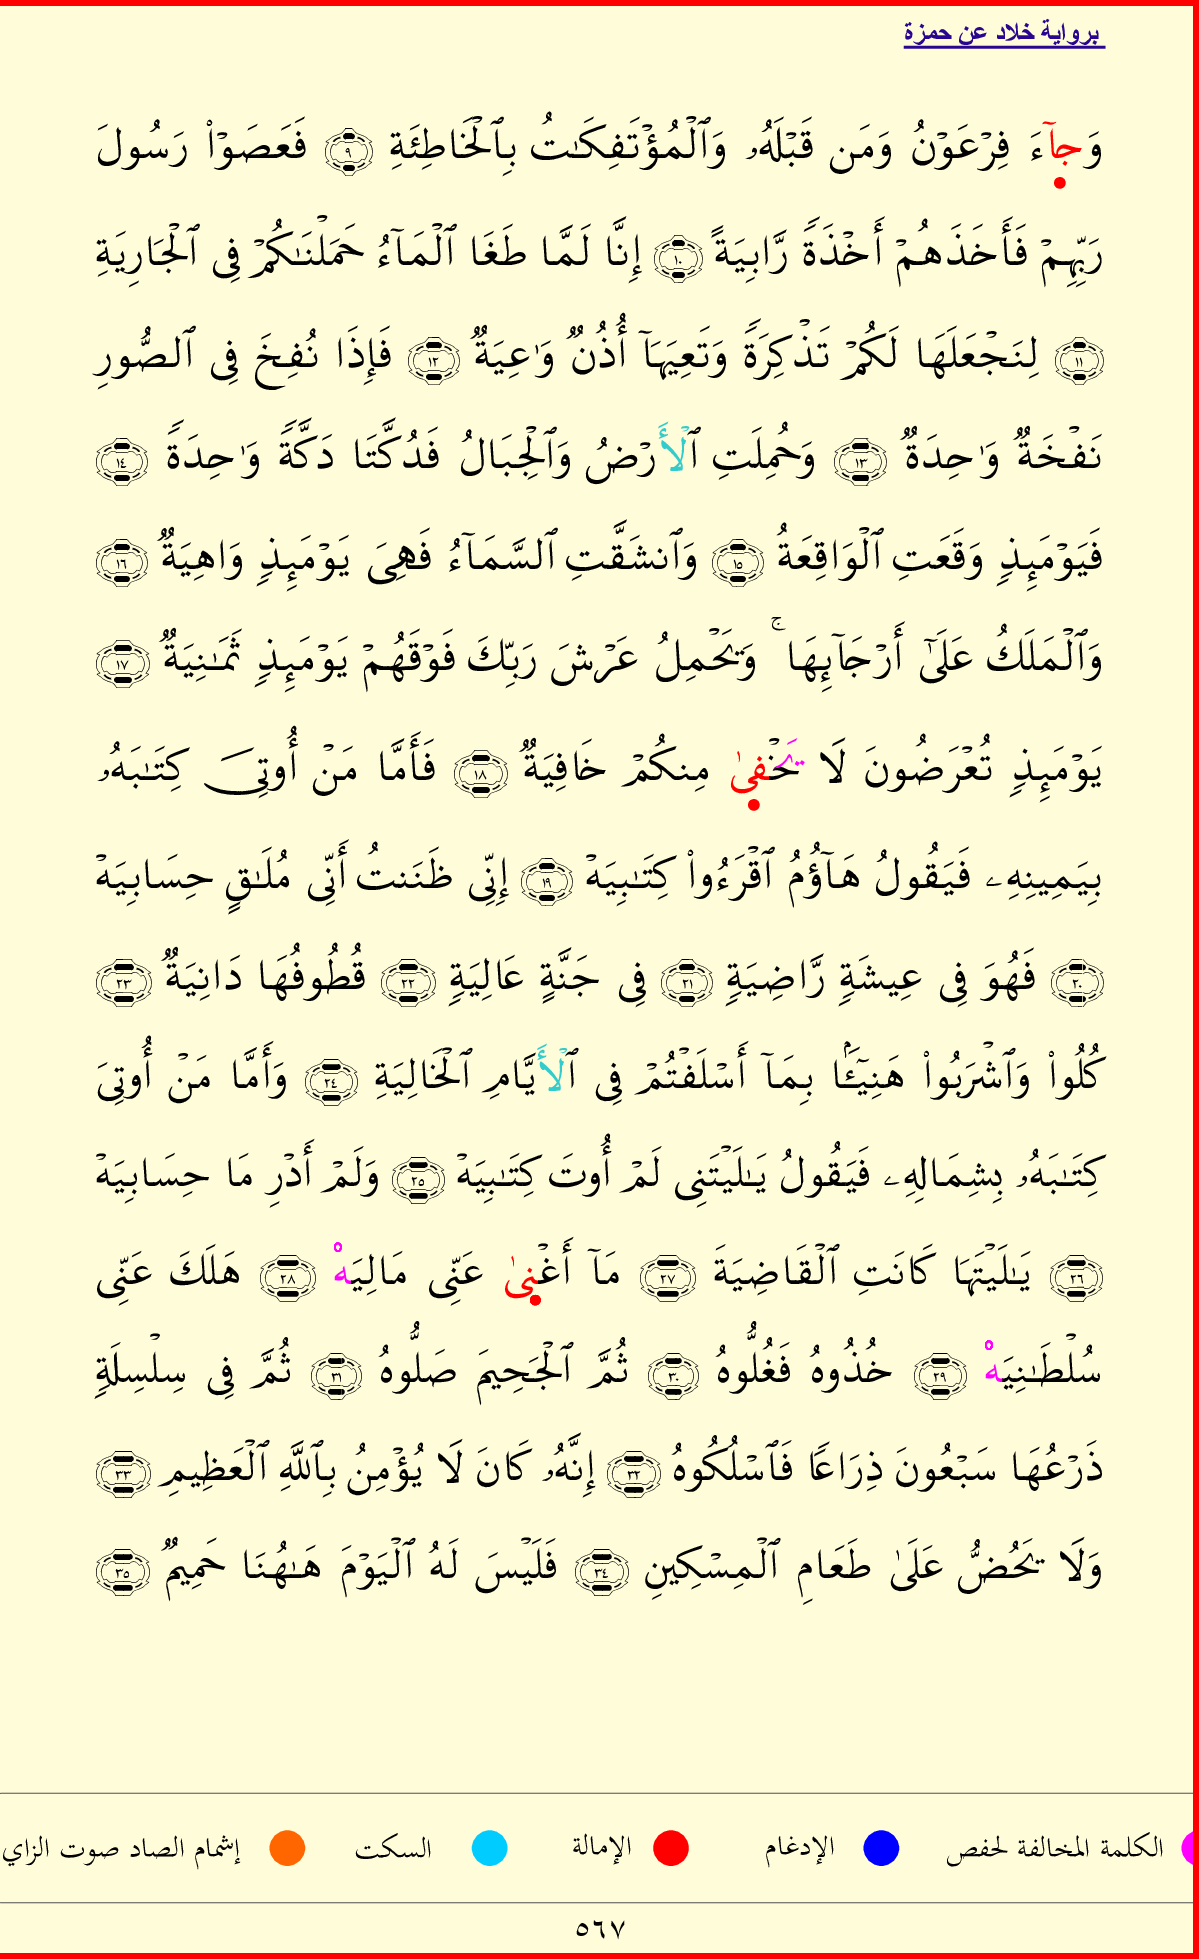 برواية خلاد عن حمزة
وَجَآءَ فِرۡعَوۡنُ وَمَن قَبۡلَهُۥ وَٱلۡمُؤۡتَفِكَٰتُ بِٱلۡخَاطِئَةِ ٩ فَعَصَوۡاْ رَسُولَ
رَبِّهِمۡ فَأَخَذَهُمۡ أَخۡذَةٗ رَّابِيَةً ١٠ إِنَّا لَمَّا طَغَا ٱلۡمَآءُ حَمَلۡنَٰكُمۡ فِي ٱلۡجَارِيَةِ
١١ لِنَجۡعَلَهَا لَكُمۡ تَذۡكِرَةٗ وَتَعِيَهَآ أُذُنٞ وَٰعِيَةٞ ١٢ فَإِذَا نُفِخَ فِي ٱلصُّورِ
نَفۡخَةٞ وَٰحِدَةٞ ١٣ وَحُمِلَتِ ٱلۡأَرۡضُ وَٱلۡجِبَالُ فَدُكَّتَا دَكَّةٗ وَٰحِدَةٗ ١٤
فَيَوۡمَئِذٖ وَقَعَتِ ٱلۡوَاقِعَةُ ١٥ وَٱنشَقَّتِ ٱلسَّمَآءُ فَهِيَ يَوۡمَئِذٖ وَاهِيَةٞ ١٦
وَٱلۡمَلَكُ عَلَىٰٓ أَرۡجَآئِهَاۚ وَيَحۡمِلُ عَرۡشَ رَبِّكَ فَوۡقَهُمۡ يَوۡمَئِذٖ ثَمَٰنِيَةٞ ١٧
يَوۡمَئِذٖ تُعۡرَضُونَ لَا يَخۡفىٰ مِنكُمۡ خَافِيَةٞ ١٨ فَأَمَّا مَنۡ أُوتِيَ كِتَٰبَهُۥ
بِيَمِينِهِۦ فَيَقُولُ هَآؤُمُ ٱقۡرَءُواْ كِتَٰبِيَهۡ ١٩ إِنِّي ظَنَنتُ أَنِّي مُلَٰقٍ حِسَابِيَهۡ
٢٠ فَهُوَ فِي عِيشَةٖ رَّاضِيَةٖ ٢١ فِي جَنَّةٍ عَالِيَةٖ ٢٢ قُطُوفُهَا دَانِيَةٞ ٢٣
كُلُواْ وَٱشۡرَبُواْ هَنِيٓـَٔۢا بِمَآ أَسۡلَفۡتُمۡ فِي ٱلۡأَيَّامِ ٱلۡخَالِيَةِ ٢٤ وَأَمَّا مَنۡ أُوتِيَ
كِتَٰبَهُۥ بِشِمَالِهِۦ فَيَقُولُ يَٰلَيۡتَنِي لَمۡ أُوتَ كِتَٰبِيَهۡ ٢٥ وَلَمۡ أَدۡرِ مَا حِسَابِيَهۡ
٢٦ يَٰلَيۡتَهَا كَانَتِ ٱلۡقَاضِيَةَ ٢٧ مَآ أَغۡنىٰ عَنِّي مَالِيَهۡ ٢٨ هَلَكَ عَنِّي
سُلۡطَٰنِيَهۡ ٢٩ خُذُوهُ فَغُلُّوهُ ٣٠ ثُمَّ ٱلۡجَحِيمَ صَلُّوهُ ٣١ ثُمَّ فِي سِلۡسِلَةٖ
ذَرۡعُهَا سَبۡعُونَ ذِرَاعٗا فَٱسۡلُكُوهُ ٣٢ إِنَّهُۥ كَانَ لَا يُؤۡمِنُ بِٱللَّهِ ٱلۡعَظِيمِ ٣٣
وَلَا يَحُضُّ عَلَىٰ طَعَامِ ٱلۡمِسۡكِينِ ٣٤ فَلَيۡسَ لَهُ ٱلۡيَوۡمَ هَٰهُنَا حَمِيمٞ ٣٥
الكلمة المخالفة لحفص الإدغام الإمالة السكت إشمام الصاد صوت الزاي
٥٦٧